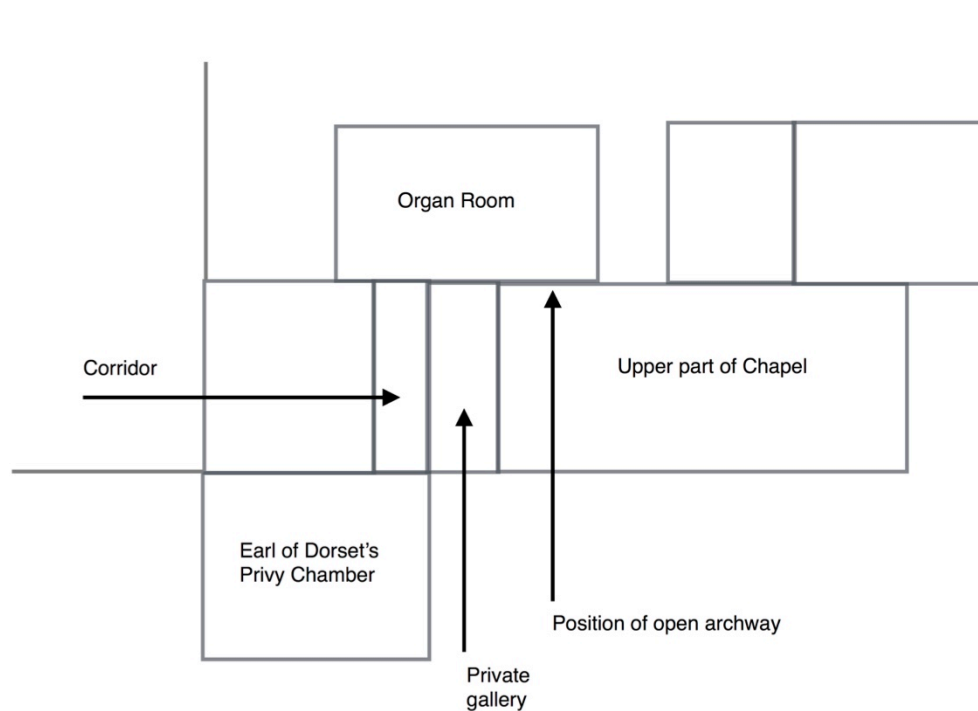 Organ Room
Corridor
Upper part of Chapel
Earl of Dorset’s
Privy Chamber
Position of open archway
Private
gallery